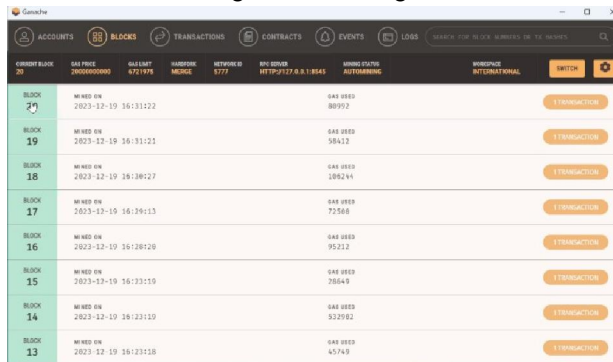 Ganache
ACCOUNTS BLOCKS TRANSACTIONS CONTRACTS EVENTS LOGS SEARCH FOR BLOCK NUMBERS OR TX HASHES
CURRENT BLOCK GAS PRICE GAS LIMIT HARDFORK NETWORK ID RPC SERVER MINING STATUS WORKSPACE
20 20000000000 6721975 MERGE 5777 HTTP://127.0.0.1:8545 AUTOMINING INTERNATIONAL SWITCH
BLOCK MINED ON GAS USED
20 2023-12-19 16:31:22 80992 1 TRANSACTION
BLOCK MINED ON GAS USED
19 2023-12-19 16:31:21 58412 1 TRANSACTION
BLOCK MINED ON GAS USED
18 2023-12-19 16:30:27 106244 1 TRANSACTION
BLOCK MINED ON GAS USED
17 2023-12-19 16:29:13 72568 1 TRANSACTION
BLOCK MINED ON GAS USED
16 2023-12-19 16:28:28 95212 1 TRANSACTION
BLOCK MINED ON GAS USED
15 2023-12-19 16:23:19 28649 1 TRANSACTION
BLOCK MINED ON GAS USED
14 2023-12-19 16:23:19 532982 1 TRANSACTION
BLOCK MINED ON GAS USED
13 2023-12-19 16:23:18 45749 1 TRANSACTION